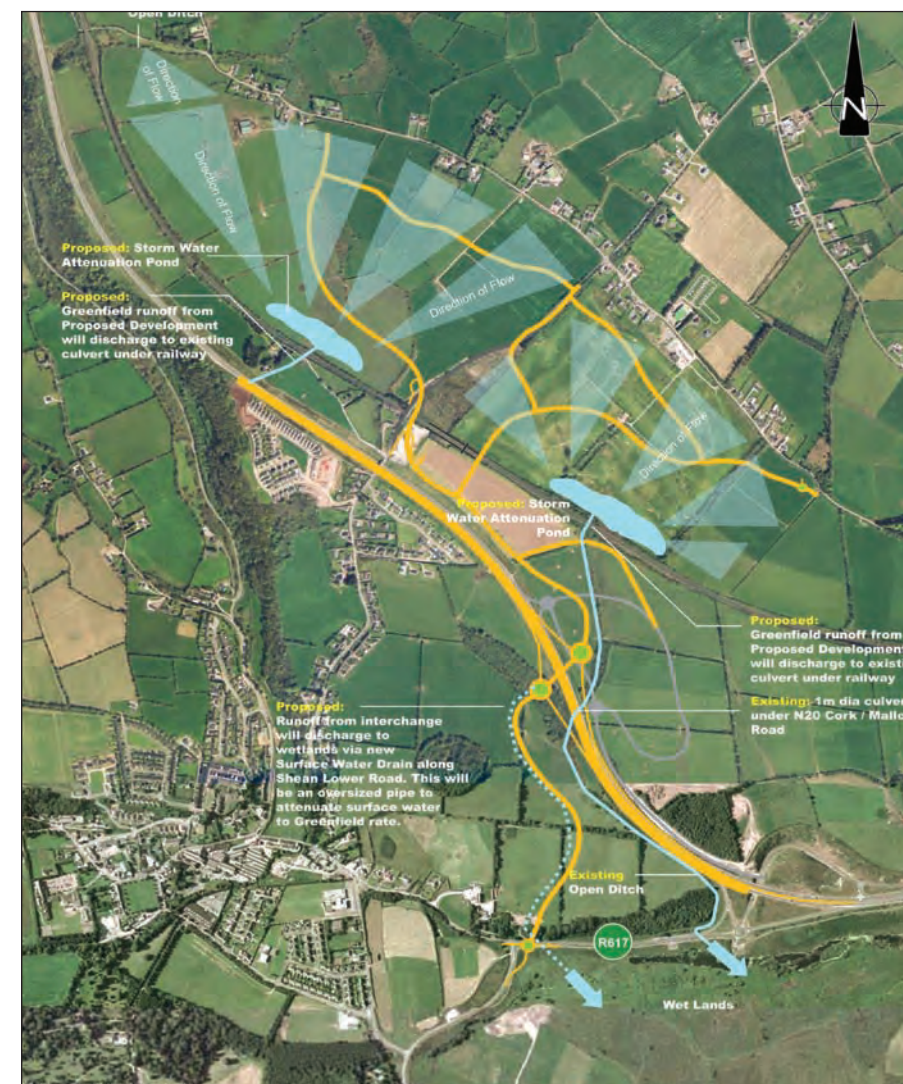 Open Ditch
Direction
of Flow
Direction of Flow
N
Proposed: Storm Water
Attenuation Pond
Direction of Flow
Proposed:
Greenfield runoff from
Proposed Development
will discharge to existing
culvert under railway
Direction of Flow
Proposed: Storm
Water Attenuation
Pond
Proposed:
Greenfield runoff from
Proposed Development
will discharge to existi
culvert under railway
Existing: 1m dia culver
under N20 Cork / Mallo
Road
Proposed:
Runoff from interchange
will discharge to
wetlands via new
Surface Water Drain along
Shean Lower Road. This will
be an oversized pipe to
attenuate surface water
to Greenfield rate.
Existing
Open Ditch
R617
Wet Lands